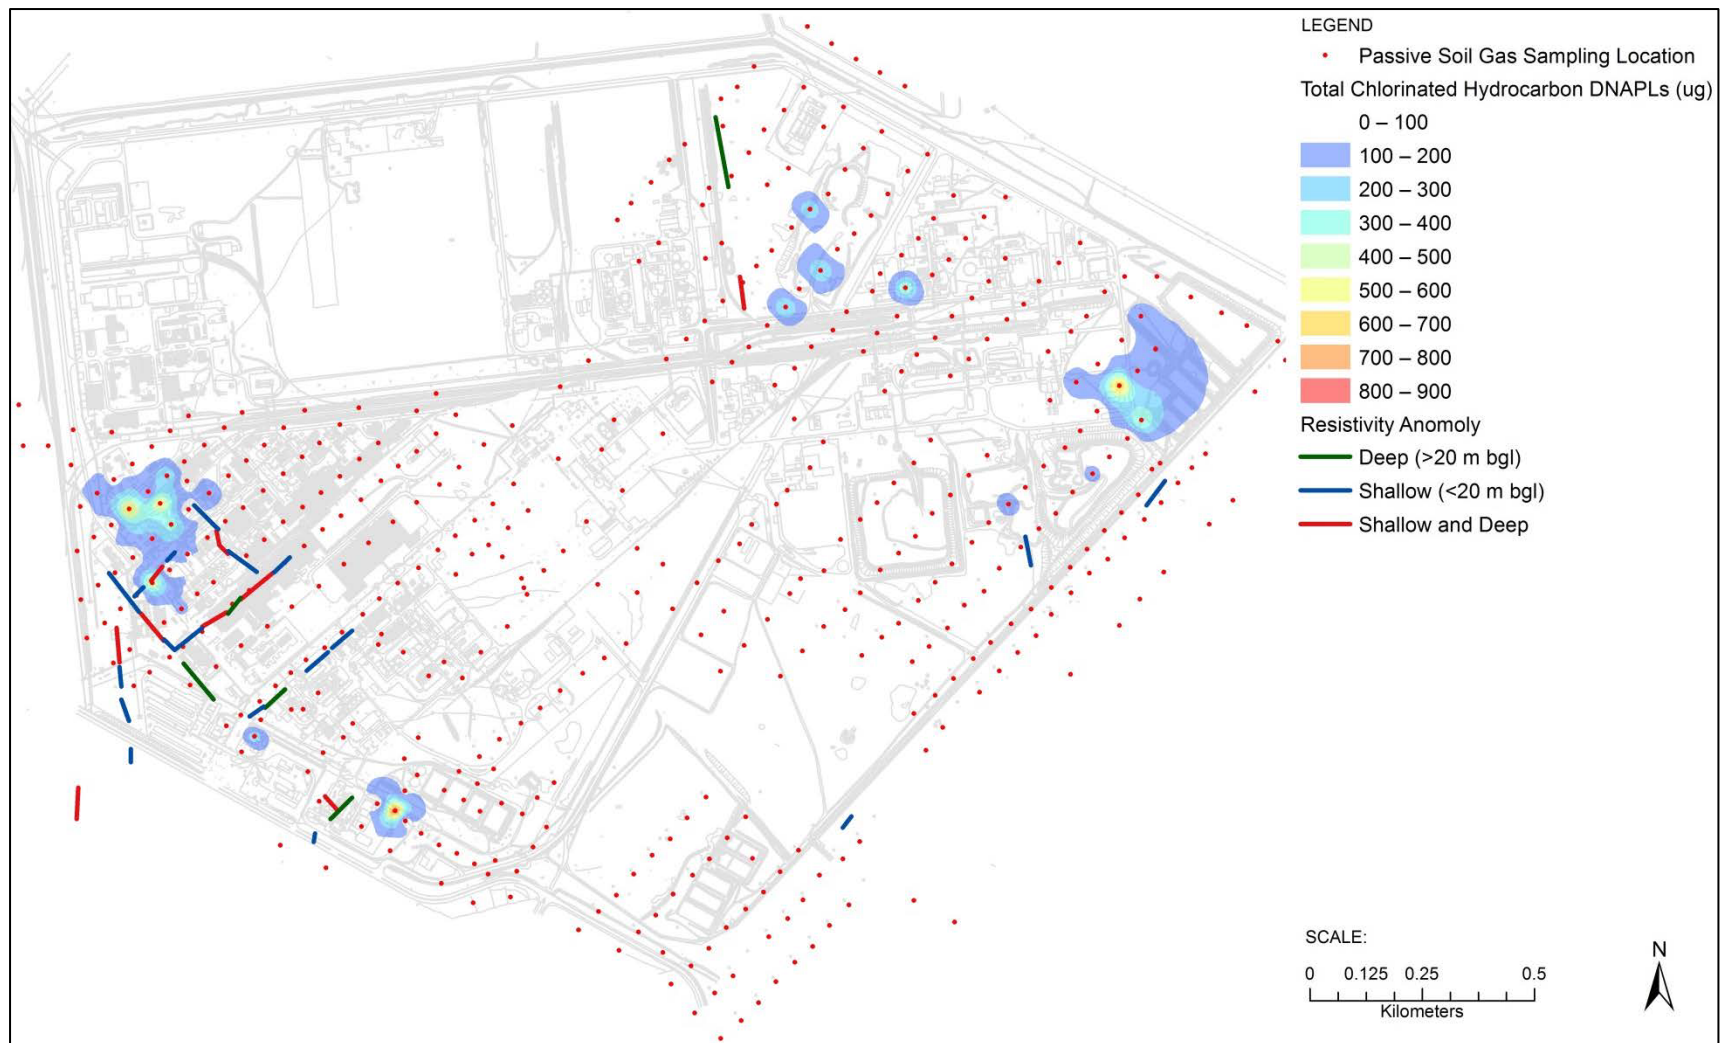 LEGEND
Passive Soil Gas Sampling Location
Total Chlorinated Hydrocarbon DNAPLs (ug)
0 – 100
100 – 200
200 – 300
300 – 400
400 – 500
500 – 600
600 – 700
700 – 800
800 – 900
Resistivity Anomoly
Deep (>20 m bgl)
Shallow (<20 m bgl)
Shallow and Deep
SCALE:
0 0.125 0.25 0.5
Kilometers
N